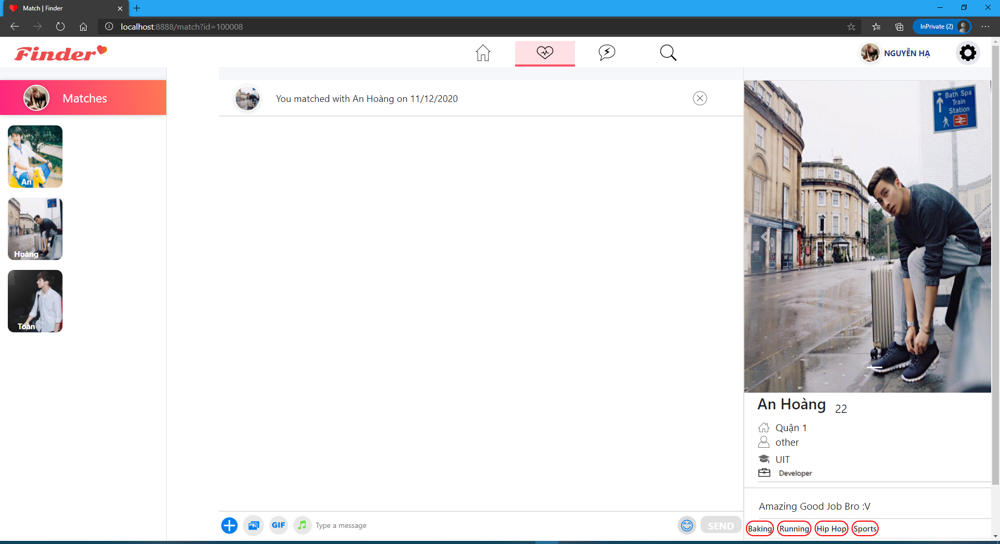 Match | Finder
localhost:8888/match?id=100008
InPrivate (2)
Finder
NGUYỄN HẠ
Matches
You matched with An Hoàng on 11/12/2020
An
Hoàng
Toàn
Bath Spa
Train
Station
ROYAL HOTEL
An Hoàng 22
Quận 1
other
UIT
Developer
Amazing Good Job Bro :V
Baking Running Hip Hop Sports
GIF Type a message SEND